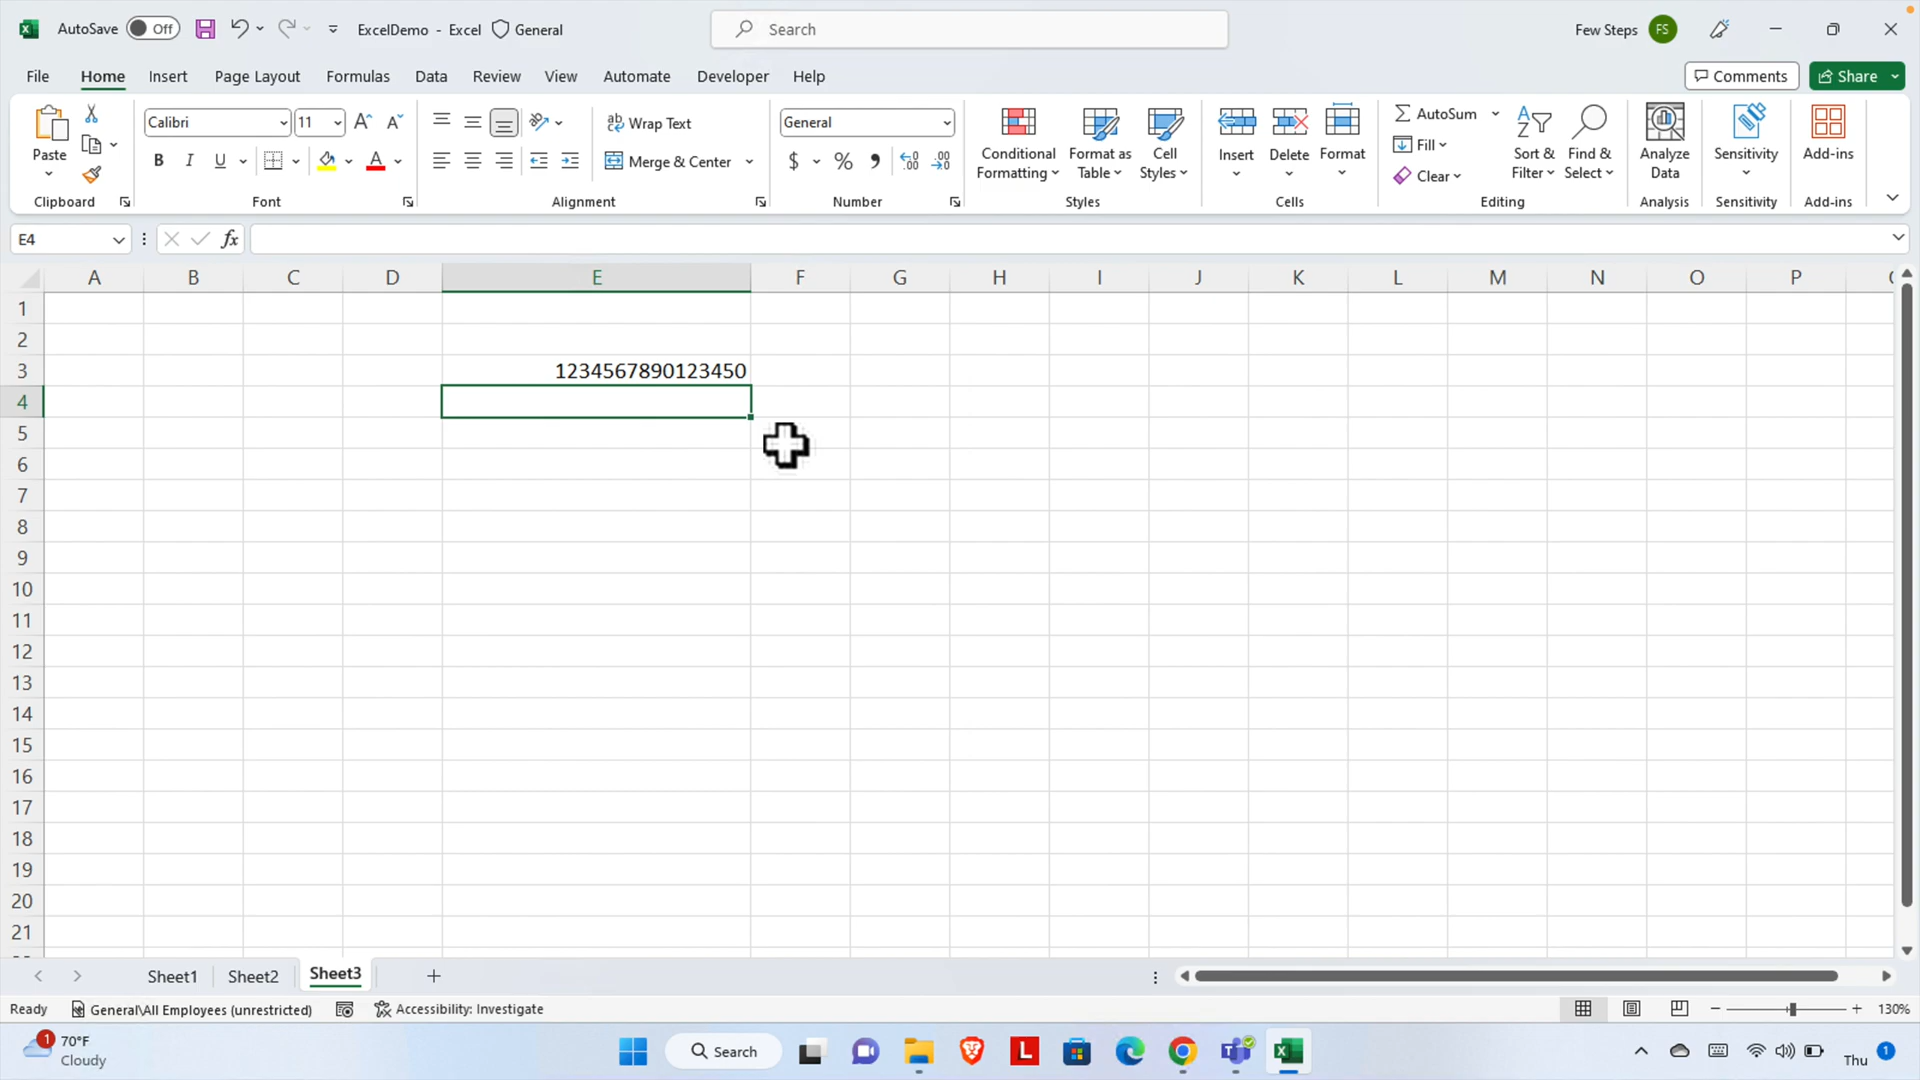 AutoSave Off ExcelDemo - Excel General Search Few Steps FS
File Home Insert Page Layout Formulas Data Review View Automate Developer Help Comments Share
Paste
Clipboard
Calibri 11
B I U A
Font
ab Wrap Text
Merge & Center
Alignment
General
$ % 9
Number
Conditional Formatting
Format as Table
Cell Styles
Styles
Insert Delete Format
Cells
AutoSum
Fill
Clear
Sort & Filter
Find & Select
Editing
Analyze Data
Analysis
Sensitivity
Sensitivity
Add-ins
Add-ins
E4 fx
A B C D E F G H I J K L M N O P
1
2
3 1234567890123450
4
5
6
7
8
9
10
11
12
13
14
15
16
17
18
19
20
21
Sheet1 Sheet2 Sheet3 +
Ready General\All Employees (unrestricted) Accessibility: Investigate 130%
1 70°F
Cloudy
Search L Thu 1